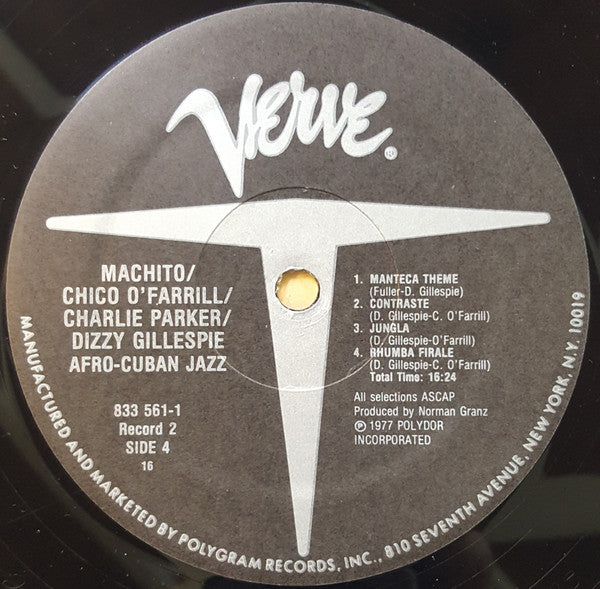 Verve®
MACHITO/
CHICO O'FARRILL/
CHARLIE PARKER/
DIZZY GILLESPIE
AFRO-CUBAN JAZZ
833 561-1
Record 2
SIDE 4
16
1. MANTECA THEME
(Fuller-D. Gillespie)
2. CONTRASTE
(D. Gillespie-C. O'Farrill)
3. JUNGLA
(D. Gillespie-O'Farrill)
4. RHUMBA FIRALE
(D. Gillespie-C. O'Farrill)
Total Time: 16:24
All selections ASCAP
Produced by Norman Granz
℗ 1977 POLYDOR
INCORPORATED
MANUFACTURED AND MARKETED BY POLYGRAM RECORDS, INC., 810 SEVENTH AVENUE, NEW YORK, N.Y. 10019